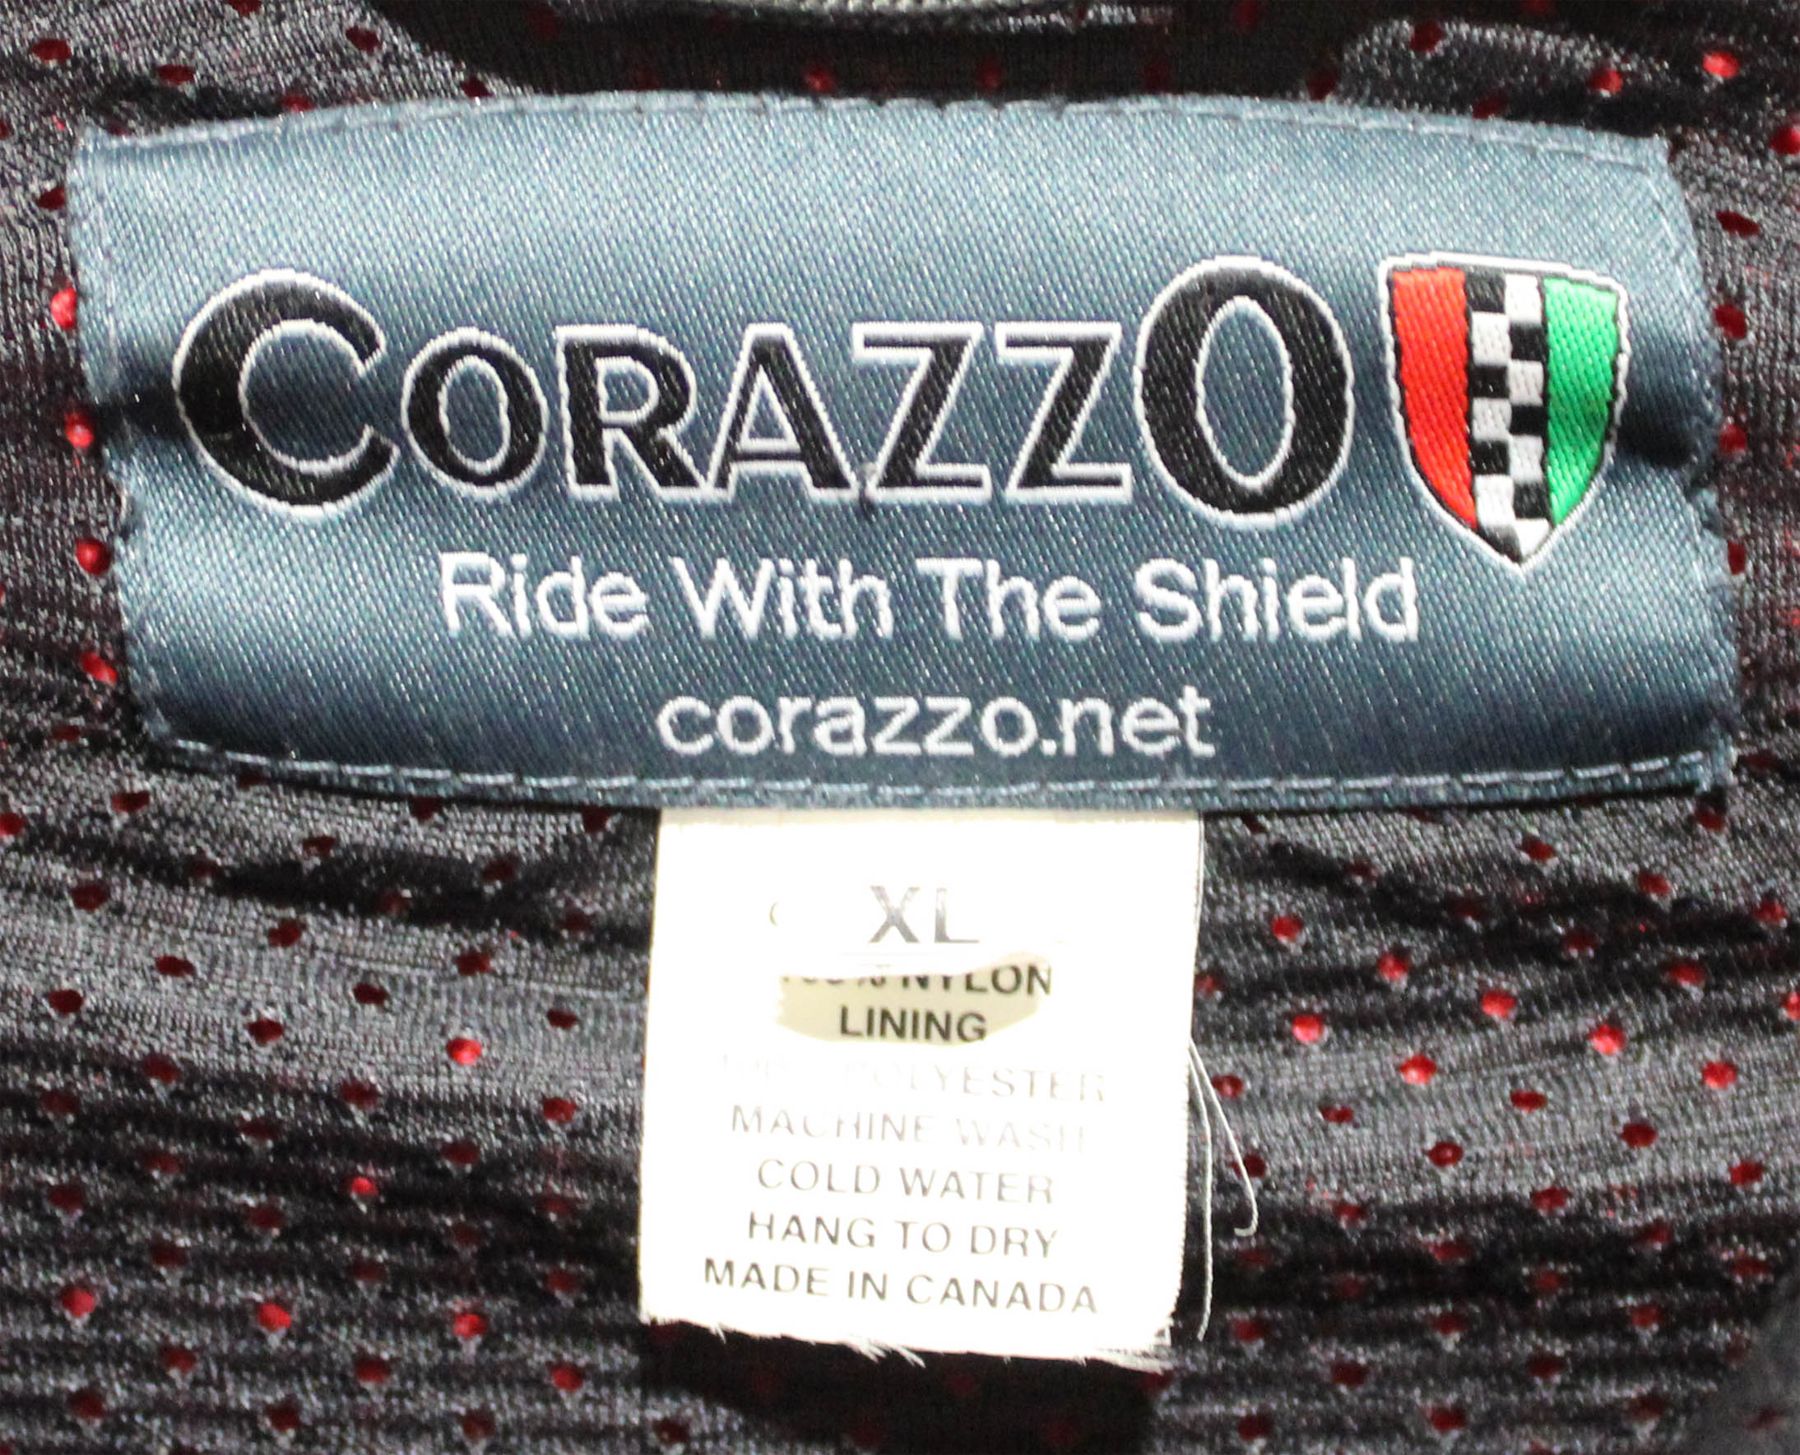 CORAZZO
Ride With The Shield
corazzo.net
XL
NYLON
LINING
POLYESTER
MACHINE WASH
COLD WATER
HANG TO DRY
MADE IN CANADA